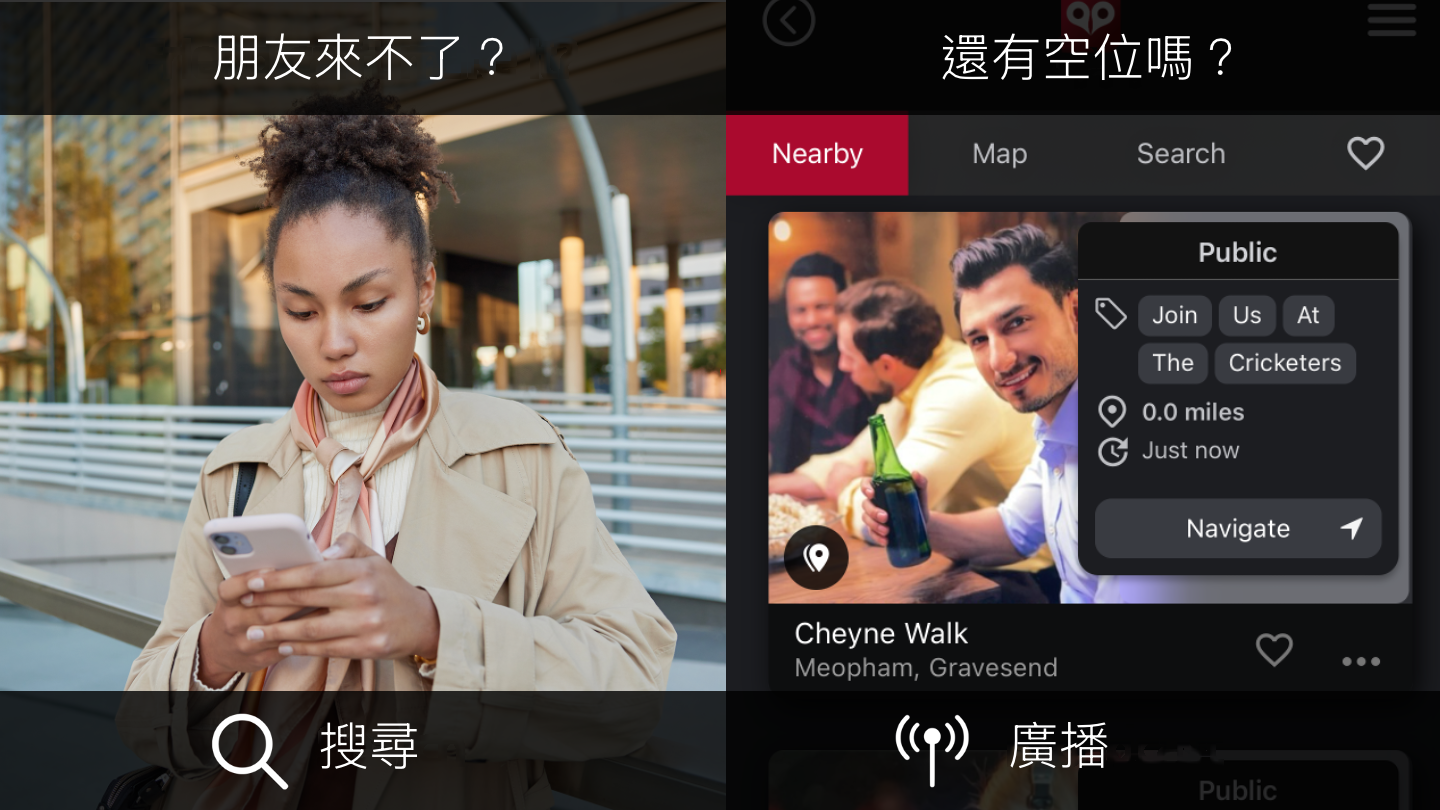 朋友來不了？
搜尋
還有空位嗎？
Nearby
Map
Search
Public
Join
Us
At
The
Cricketers
0.0 miles
Just now
Navigate
Cheyne Walk
Meopham, Gravesend
廣播
Public